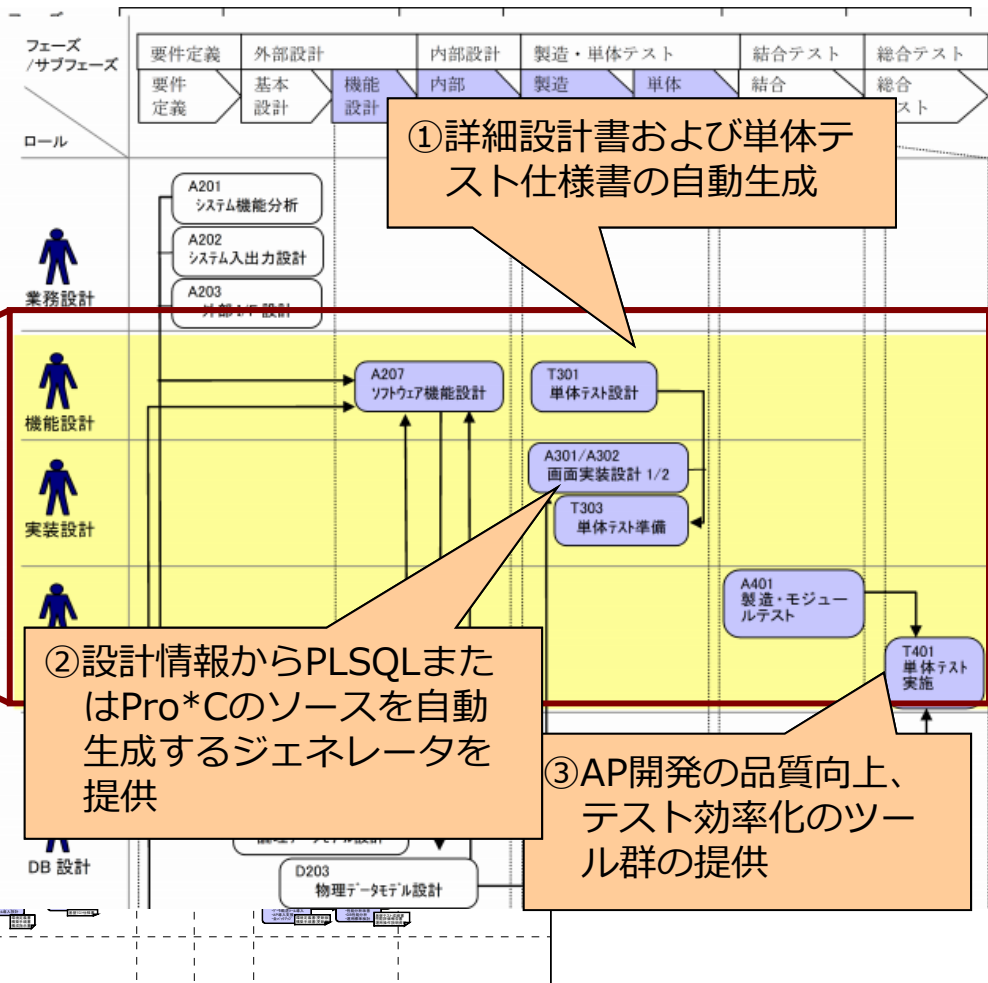 フェーズ
/サブフェーズ
ロール
要件定義
外部設計
内部設計
製造・単体テスト
結合テスト
総合テスト
要件
定義
基本
設計
機能
設計
内部
製造
単体
結合
総合
スト
①詳細設計書および単体テ
スト仕様書の自動生成
A201
システム機能分析
A202
システム入出力設計
A203
外部 I/F 設計
業務設計
A207
ソフトウェア機能設計
T301
単体テスト設計
機能設計
A301/A302
画面実装設計 1/2
T303
単体テスト準備
実装設計
A401
製造・モジュー
ルテスト
T401
単体テスト
実施
②設計情報からPLSQLまた
はPro*Cのソースを自動
生成するジェネレータを
提供
③AP開発の品質向上、
テスト効率化のツー
ル群の提供
DB 設計
D203
物理データモデル設計